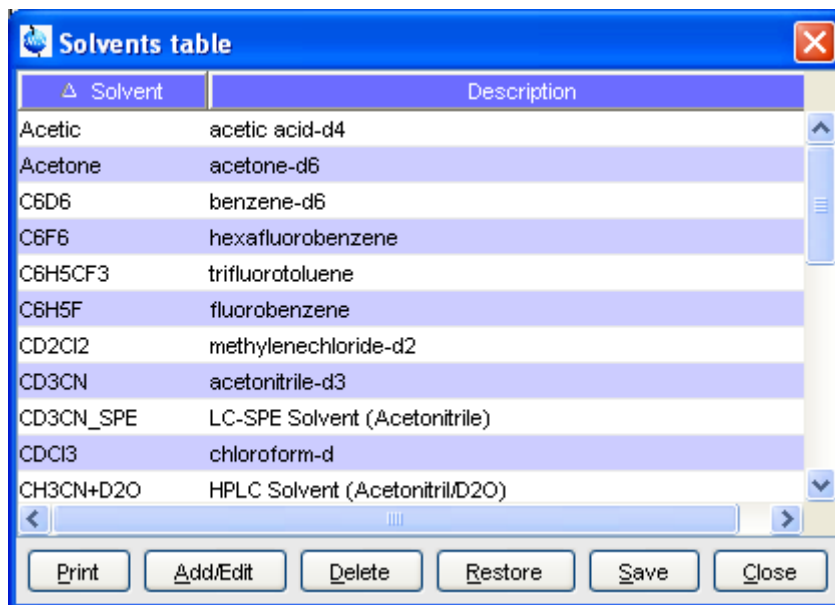 Solvents table
Solvent Description
Acetic acetic acid-d4
Acetone acetone-d6
C6D6 benzene-d6
C6F6 hexafluorobenzene
C6H5CF3 trifluorotoluene
C6H5F fluorobenzene
CD2Cl2 methylenechloride-d2
CD3CN acetonitrile-d3
CD3CN_SPE LC-SPE Solvent (Acetonitrile)
CDCl3 chloroform-d
CH3CN+D2O HPLC Solvent (Acetonitril/D2O)
Print Add/Edit Delete Restore Save Close